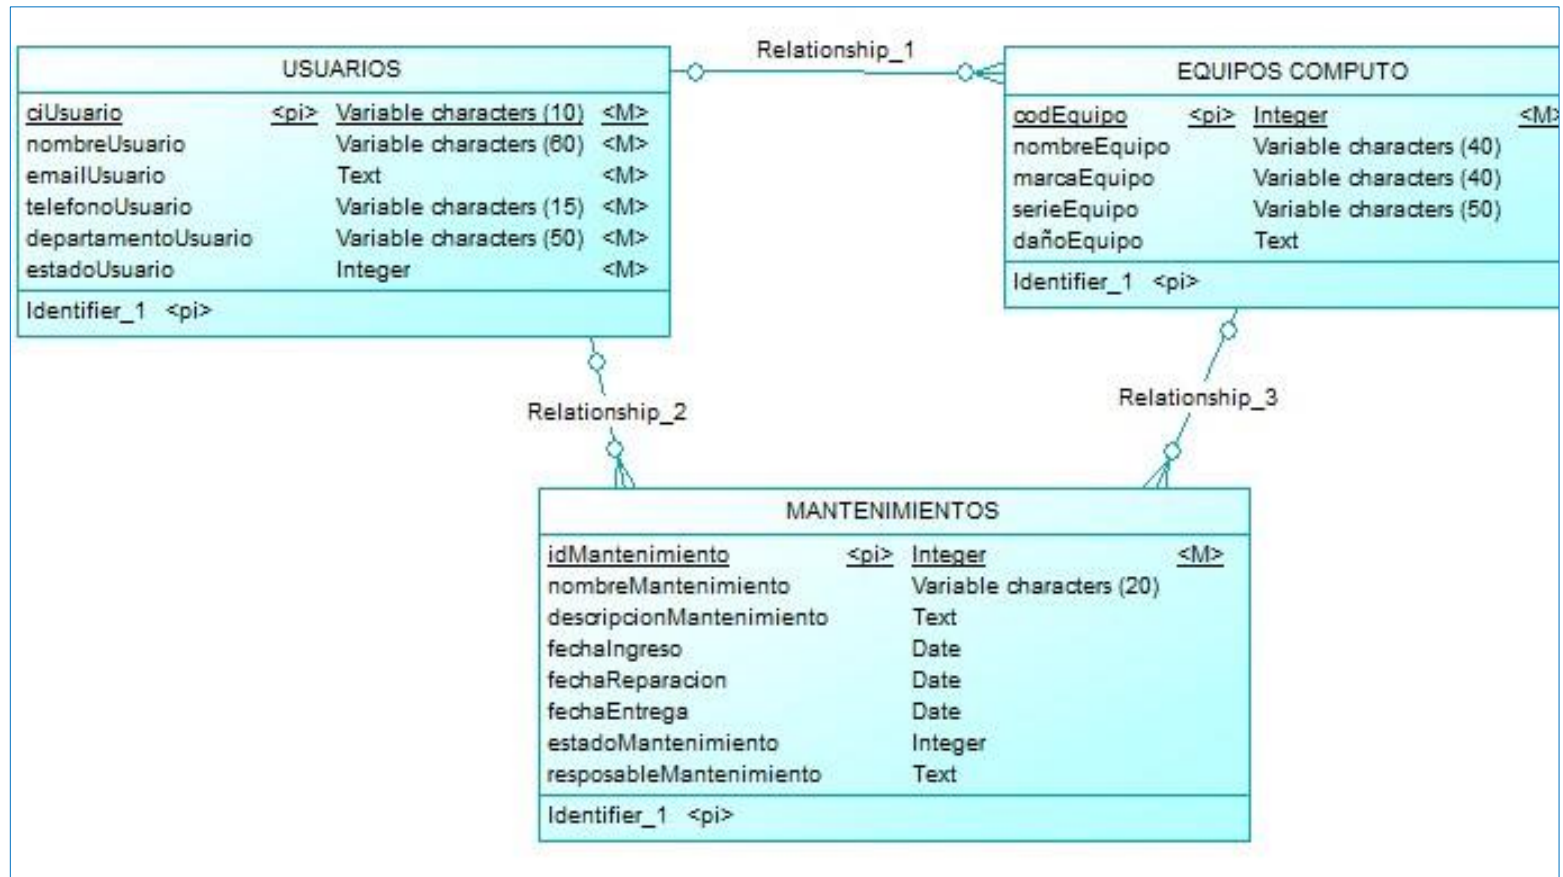 Relationship_1
USUARIOS
ciUsuario <pi> Variable characters (10) <M>
nombreUsuario Variable characters (60) <M>
emailUsuario Text <M>
telefonoUsuario Variable characters (15) <M>
departamentoUsuario Variable characters (50) <M>
estadoUsuario Integer <M>
Identifier_1 <pi>
EQUIPOS COMPUTO
codEquipo <pi> Integer <M>
nombreEquipo Variable characters (40)
marcaEquipo Variable characters (40)
serieEquipo Variable characters (50)
dañoEquipo Text
Identifier_1 <pi>
Relationship_2
Relationship_3
MANTENIMIENTOS
idMantenimiento <pi> Integer <M>
nombreMantenimiento Variable characters (20)
descripcionMantenimiento Text
fechaIngreso Date
fechaReparacion Date
fechaEntrega Date
estadoMantenimiento Integer
resposableMantenimiento Text
Identifier_1 <pi>